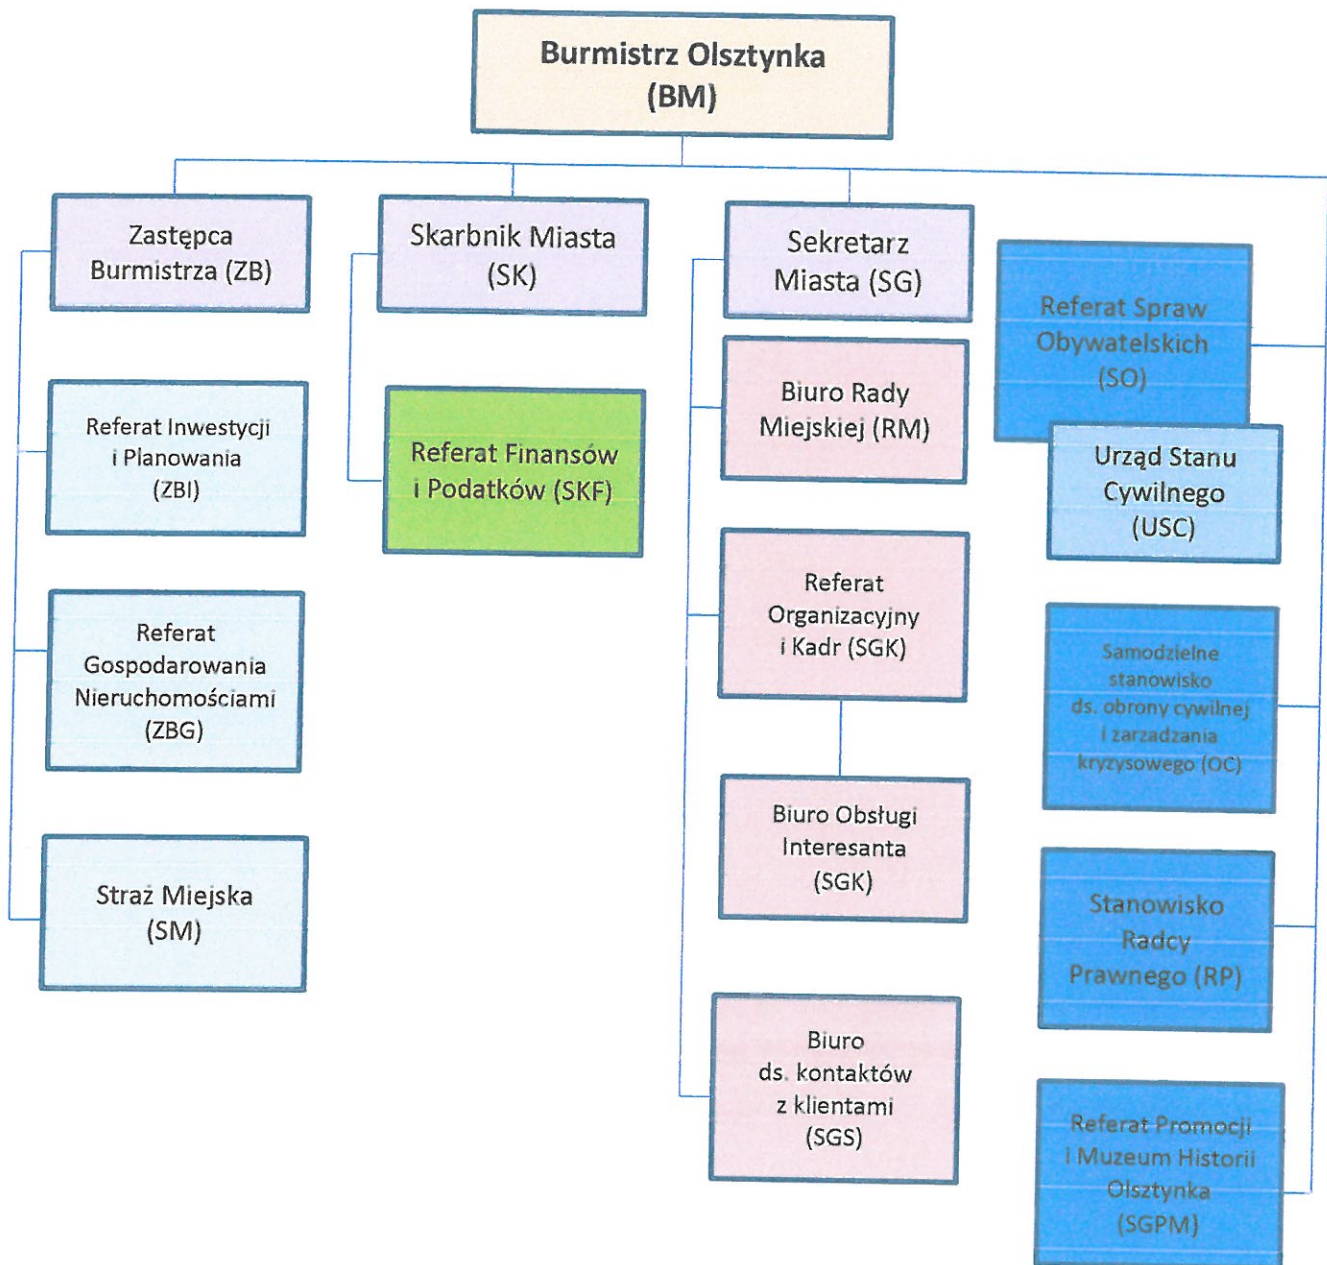 Burmistrz Olsztynka
(BM)
Zastępca
Burmistrza (ZB)
Skarbnik Miasta
(SK)
Sekretarz
Miasta (SG)
Referat Spraw
Obywatelskich
(SO)
Urząd Stanu
Cywilnego
(USC)
Referat Inwestycji
i Planowania
(ZBI)
Referat Finansów
i Podatków (SKF)
Biuro Rady
Miejskiej (RM)
Referat
Gospodarowania
Nieruchomościami
(ZBG)
Referat
Organizacyjny
i Kadr (SGK)
Samodzielne
stanowisko
ds. obrony cywilnej
i zarzadzania
kryzysowego (OC)
Straż Miejska
(SM)
Biuro Obsługi
Interesanta
(SGK)
Stanowisko
Radcy
Prawnego (RP)
Biuro
ds. kontaktów
z klientami
(SGS)
Referat Promocji
i Muzeum Historii
Olsztynka
(SGPM)